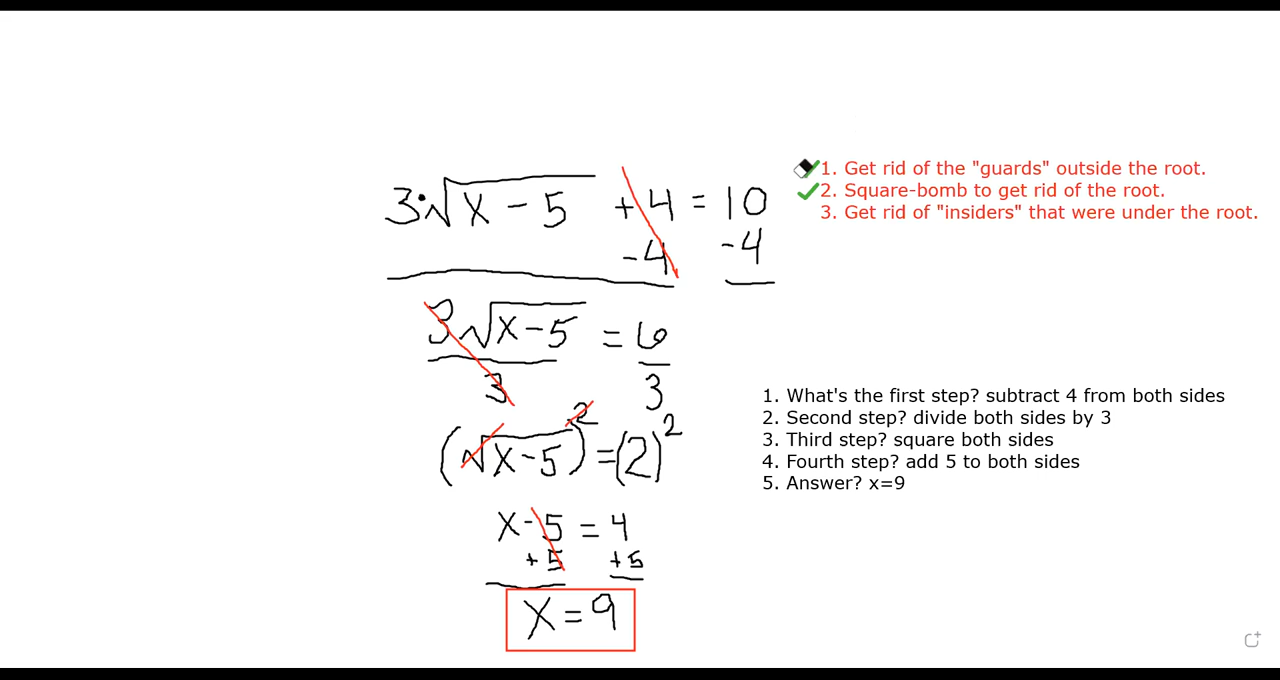 3·√x - 5 + 4 = 10
- 4 - 4
3√x - 5 = 6
3 3
(√x - 5)² = (2)²
x - 5 = 4
+ 5 + 5
x = 9
1. Get rid of the "guards" outside the root.
2. Square-bomb to get rid of the root.
3. Get rid of "insiders" that were under the root.
1. What's the first step? subtract 4 from both sides
2. Second step? divide both sides by 3
3. Third step? square both sides
4. Fourth step? add 5 to both sides
5. Answer? x=9